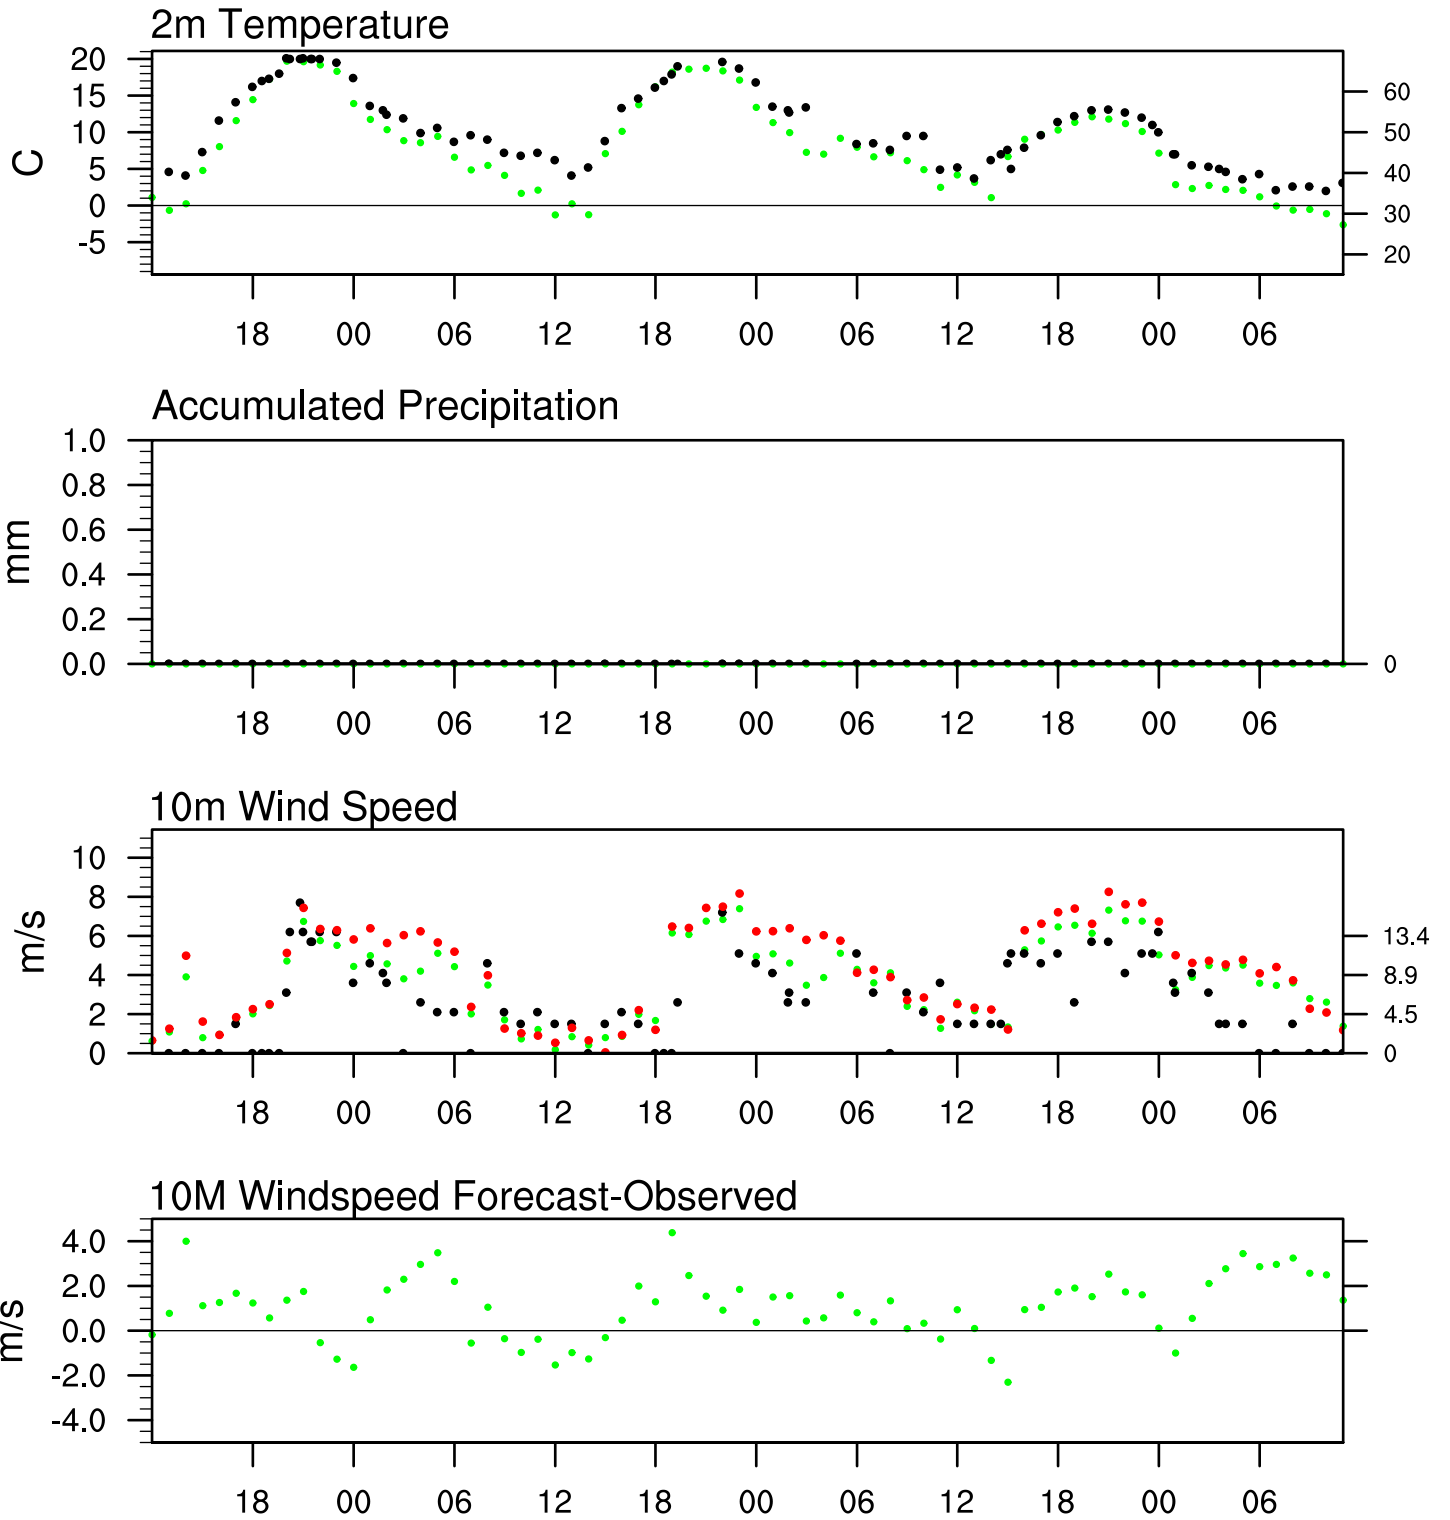 2m Temperature
20
15
10
5
0
-5
C
60
50
40
30
20
18 00 06 12 18 00 06 12 18 00 06
Accumulated Precipitation
1.0
0.8
0.6
0.4
0.2
0.0
mm
0
18 00 06 12 18 00 06 12 18 00 06
10m Wind Speed
10
8
6
4
2
0
m/s
13.4
8.9
4.5
0
18 00 06 12 18 00 06 12 18 00 06
10M Windspeed Forecast-Observed
4.0
2.0
0.0
-2.0
-4.0
m/s
18 00 06 12 18 00 06 12 18 00 06